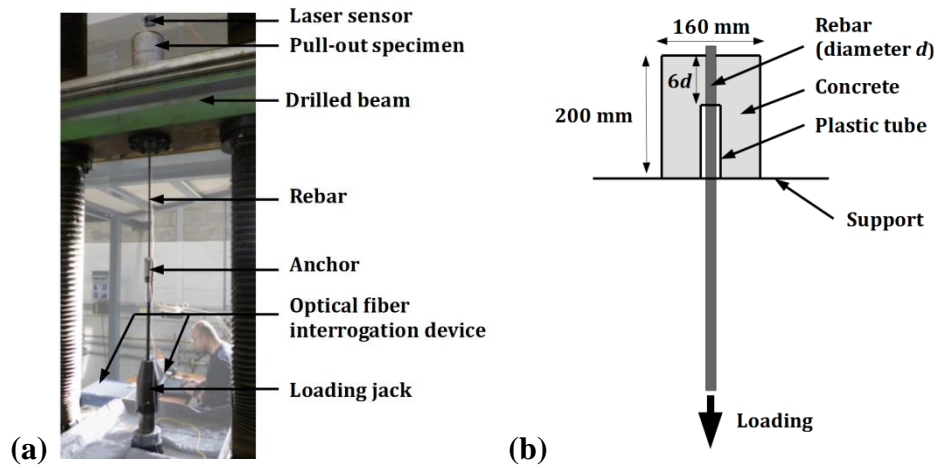 Laser sensor
Pull-out specimen
Drilled beam
Rebar
Anchor
Optical fiber
interrogation device
Loading jack
(a)
160 mm
Rebar
(diameter d)
6d
Concrete
200 mm
Plastic tube
Support
Loading
(b)